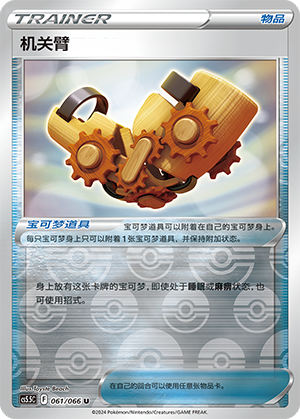 TRAINER 物品
机关臂
宝可梦道具 宝可梦道具可以附着在自己的宝可梦身上。
每只宝可梦身上只可以附着1张宝可梦道具，并保持附加状态。
身上放有这张卡牌的宝可梦，即使处于睡眠或麻痹状态，也
可使用招式。
Illus.Toyste Beach
CS5.5C F 061/066 U
在自己的回合可以使用任意张物品卡。
©2024 Pokémon/Nintendo/Creatures/GAME FREAK.